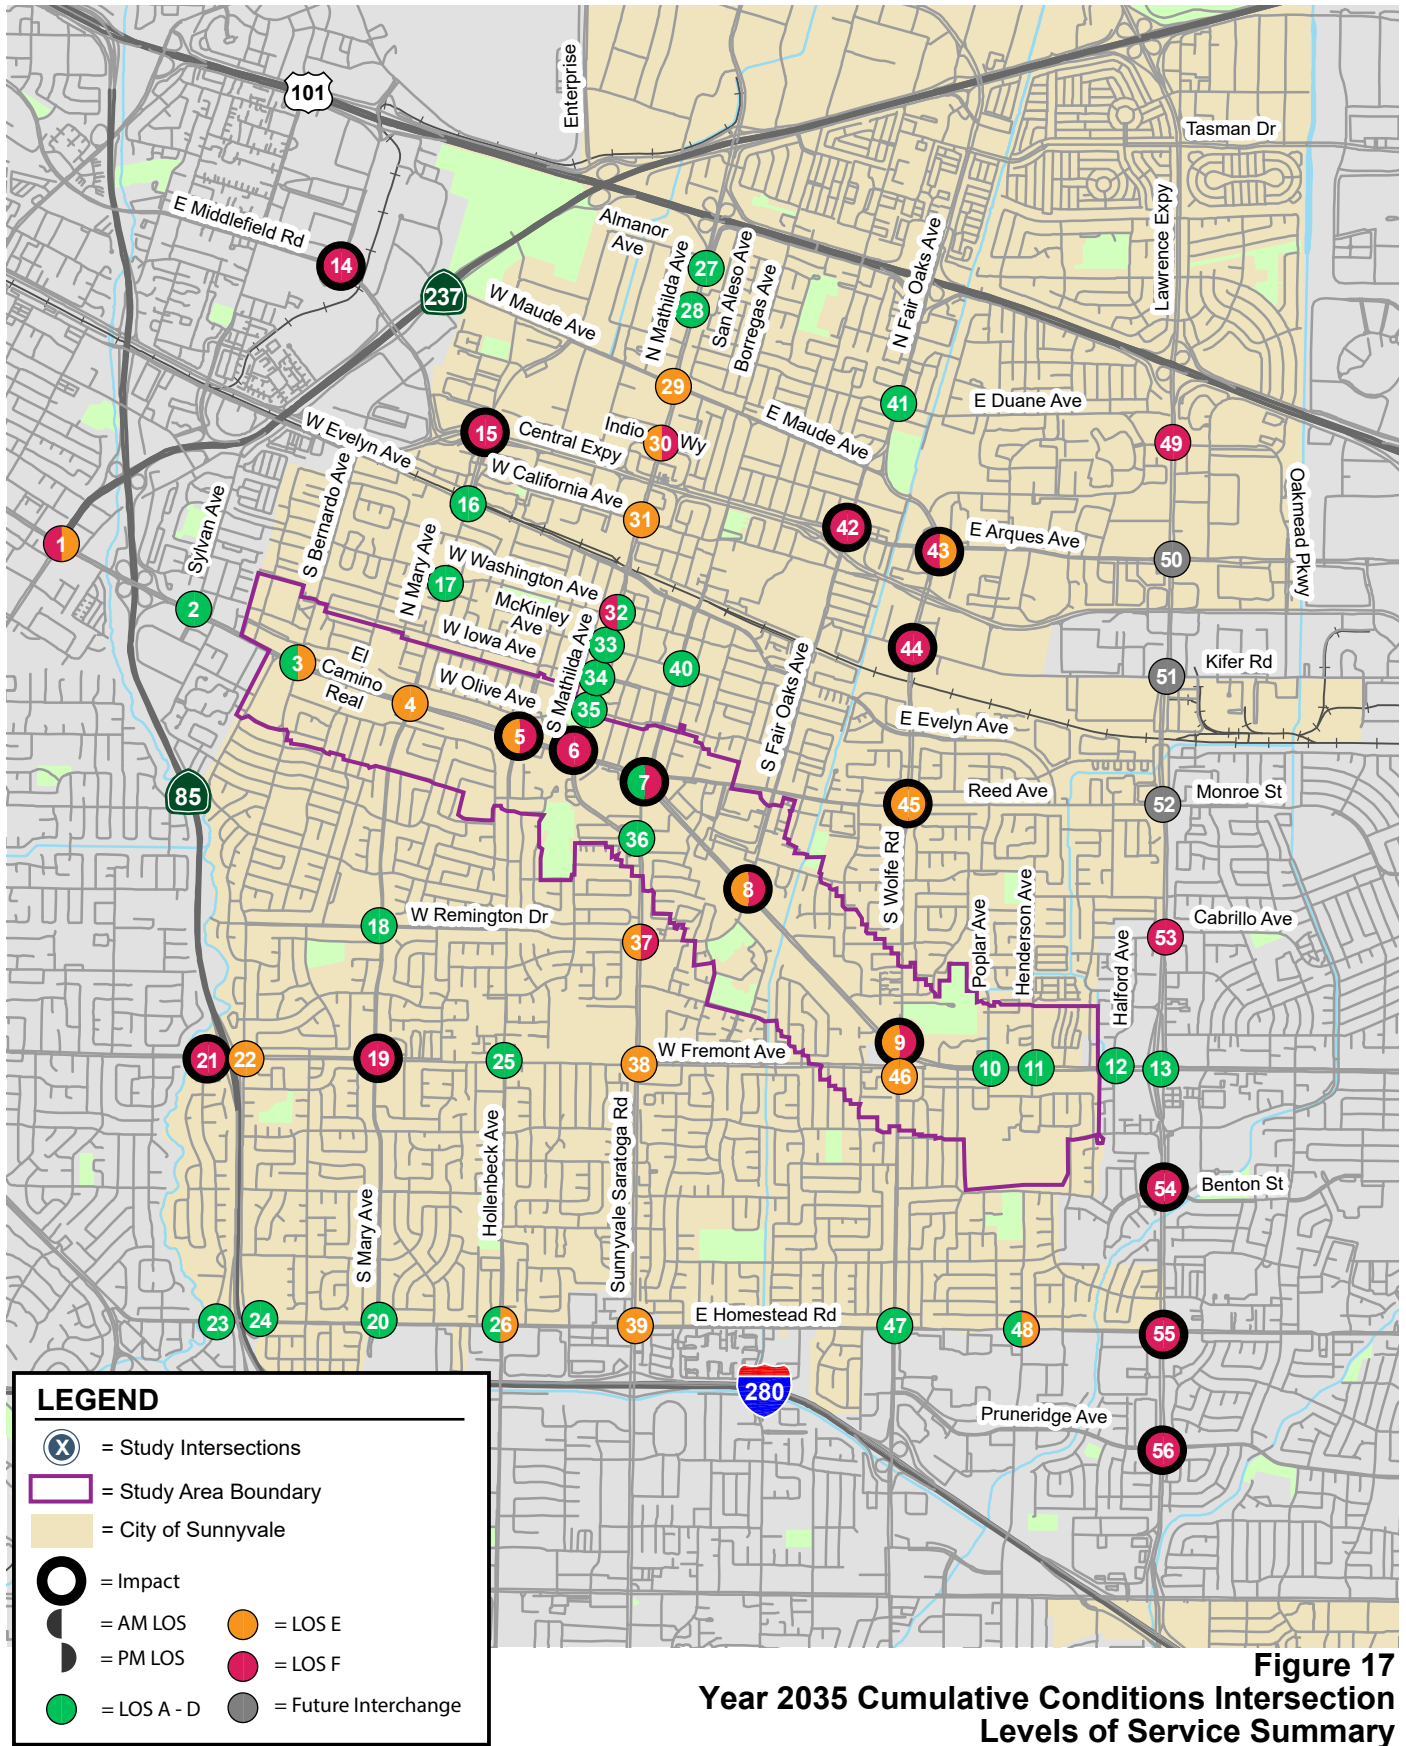 101
Enterprise
Tasman Dr
E Middlefield Rd
14
237
Almanor
Ave
W Maude Ave
N Mathilda Ave
27
28
San Aleso Ave
Borregas Ave
N Fair Oaks Ave
Lawrence Expy
29
41
E Duane Ave
E Maude Ave
W Evelyn Ave
15
Central Expy
Indio
30
Wy
49
W California Ave
16
31
S Bernardo Ave
Sylvan Ave
Oakmead Pkwy
1
42
43
E Arques Ave
50
N Mary Ave
W Washington Ave
17
2
McKinley
Ave
32
W Iowa Ave
33
S Mathilda Ave
44
Kifer Rd
51
3
El
Camino
Real
34
40
S Fair Oaks Ave
W Olive Ave
4
35
E Evelyn Ave
5
6
7
85
45
Reed Ave
Monroe St
52
36
S Wolfe Rd
8
Poplar Ave
Henderson Ave
Halford Ave
18
W Remington Dr
Cabrillo Ave
37
53
9
21
22
19
25
38
W Fremont Ave
46
10
11
12
13
Hollenbeck Ave
Sunnyvale Saratoga Rd
S Mary Ave
54
Benton St
23
24
20
26
39
E Homestead Rd
47
48
55
280
Pruneridge Ave
56
LEGEND
X
= Study Intersections
= Study Area Boundary
= City of Sunnyvale
= Impact
= AM LOS
= LOS E
= PM LOS
= LOS F
= LOS A - D
= Future Interchange
Figure 17
Year 2035 Cumulative Conditions Intersection
Levels of Service Summary